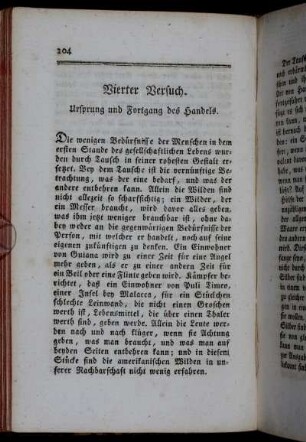 104
Vierter Versuch.
Ursprung und Fortgang des Handels.
Die wenigen Bedürfnisse der Menschen in dem
ersten Stande des gesellschaftlichen Lebens wur-
den durch Tausch in seiner rohesten Gestalt er-
setzet. Bey dem Tausche ist die vernünftige Be-
trachtung, was der eine bedarf, und was der
andere entbehren kann. Allein die Wilden sind
nicht allezeit so scharfsichtig; ein Wilder, der
ein Messer braucht, wird davor alles geben,
was ihm jetzt weniger brauchbar ist, ohne da-
bey weder an die gegenwärtigen Bedürfnisse der
Person, mit welcher er handelt, noch auf seine
eigenen zukünftigen zu denken. Ein Einwohner
von Guiana wird zu einer Zeit für eine Angel
mehr geben, als er zu einer andern Zeit für
ein Beil oder eine Flinte geben wird. Kämpfer be-
richtet, daß ein Einwohner von Puli Timen,
einer Insel bey Malacca, für ein Stückchen
schlechte Leinwand, die nicht einen Groschen
werth ist, Lebensmittel, die über einen Thaler
werth sind, geben werde. Allein die Leute wer-
den nach und nach klüger, wenn sie Achtung
geben, was man braucht, und was man auf
beyden Seiten entbehren kann; und in diesem
Stücke sind die amerikanischen Wilden in un-
serer Nachbarschaft nicht wenig erfahren.